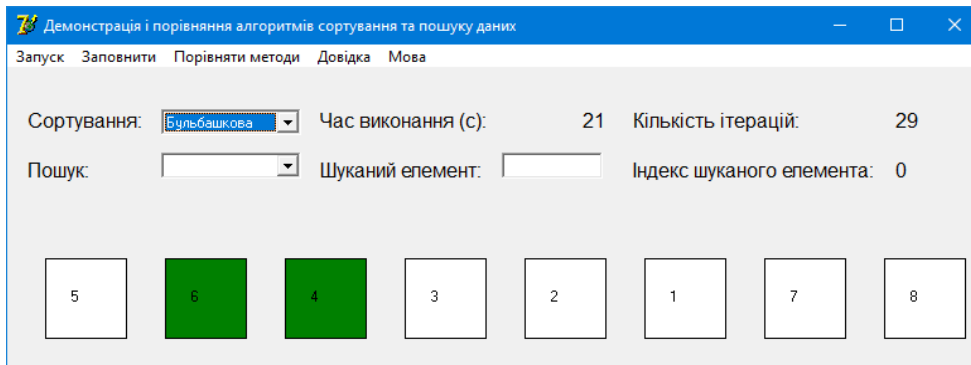 Демонстрація і порівняння алгоритмів сортування та пошуку даних
Запуск Заповнити Порівняти методи Довідка Мова
Сортування: Бульбашкова Час виконання (с): 21 Кількість ітерацій: 29
Пошук: Шуканий елемент: Індекс шуканого елемента: 0
5 6 4 3 2 1 7 8